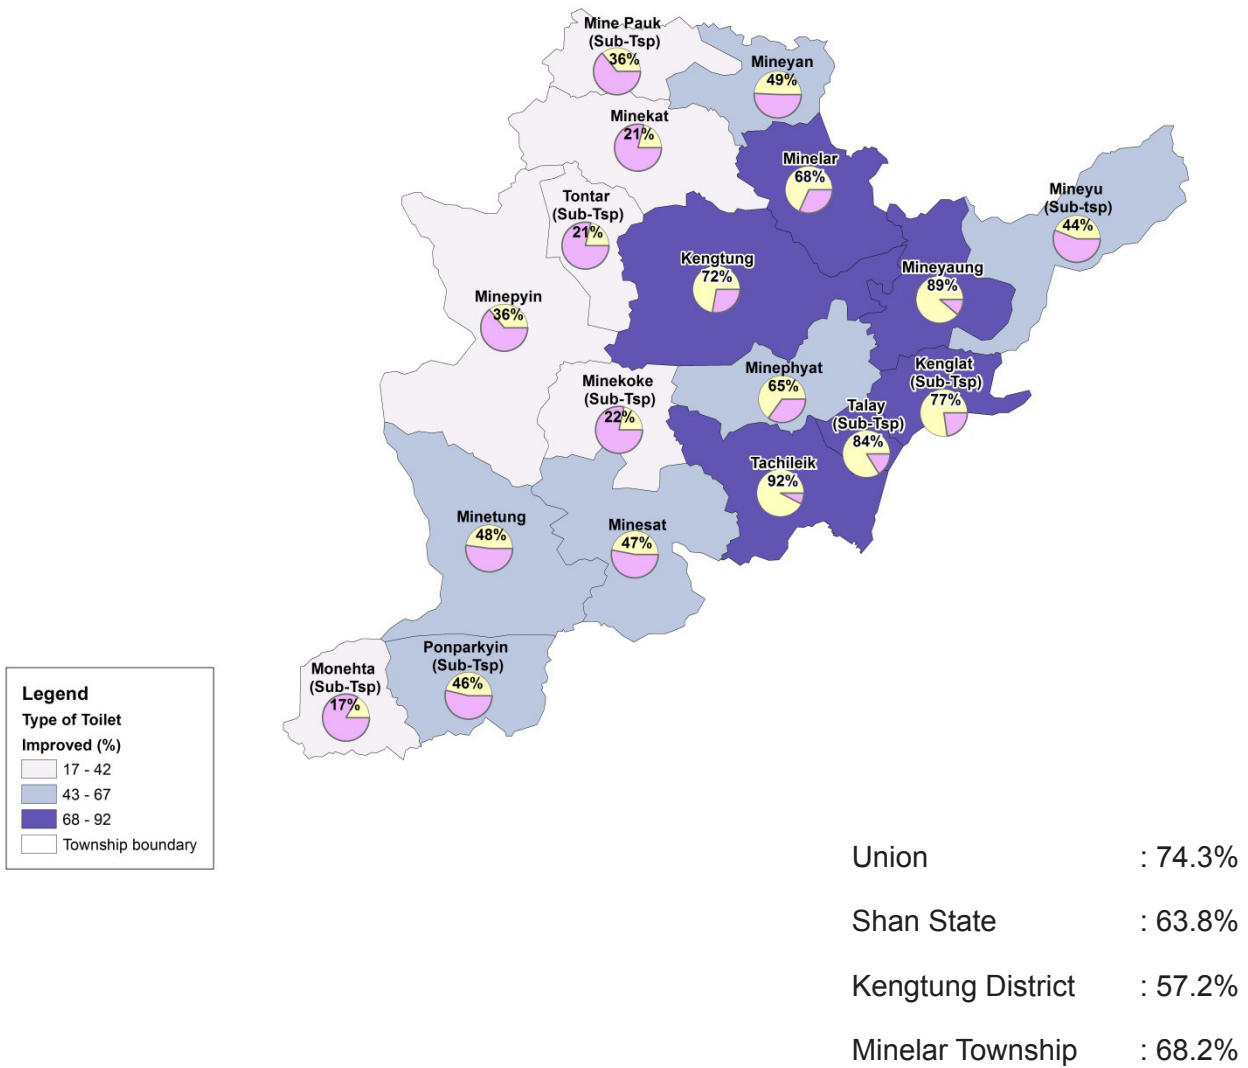 Mine Pauk
(Sub-Tsp)
36%
Mineyan
49%
Minekat
21%
Minelar
68%
Mineyu
(Sub-tsp)
44%
Tontar
(Sub-Tsp)
21%
Kengtung
72%
Mineyaung
89%
Minepyin
36%
Minekoke
(Sub-Tsp)
22%
Minephyat
65%
Kenglat
(Sub-Tsp)
77%
Talay
(Sub-Tsp)
84%
Tachileik
92%
Minetung
48%
Minesat
47%
Ponparkyin
(Sub-Tsp)
46%
Monehta
(Sub-Tsp)
17%
Legend
Type of Toilet
Improved (%)
17 - 42
43 - 67
68 - 92
Township boundary
Union : 74.3%
Shan State : 63.8%
Kengtung District : 57.2%
Minelar Township : 68.2%